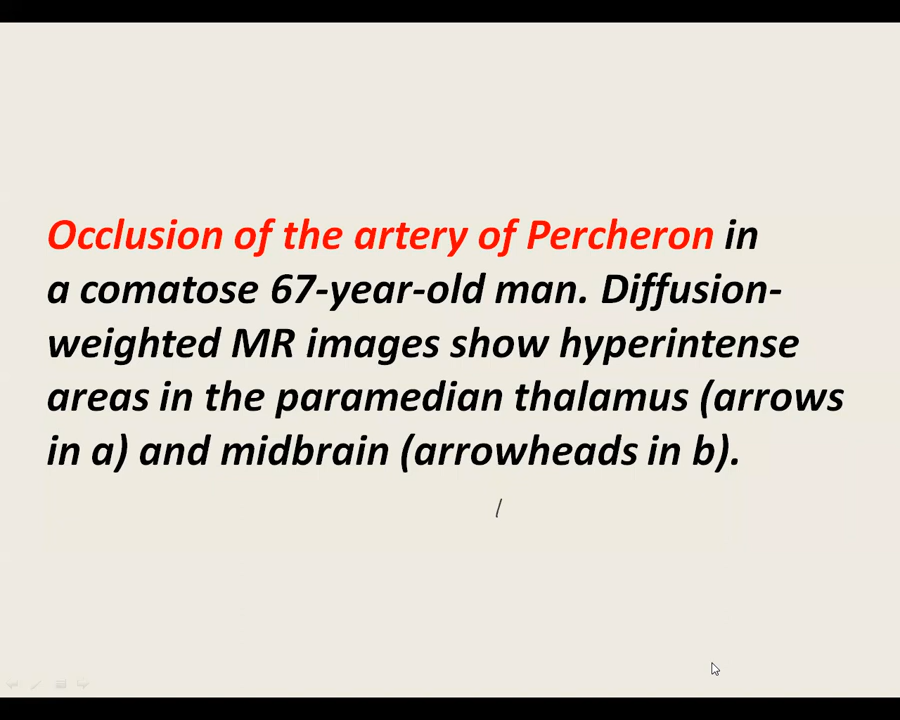 Occlusion of the artery of Percheron in
a comatose 67-year-old man. Diffusion-
weighted MR images show hyperintense
areas in the paramedian thalamus (arrows
in a) and midbrain (arrowheads in b).